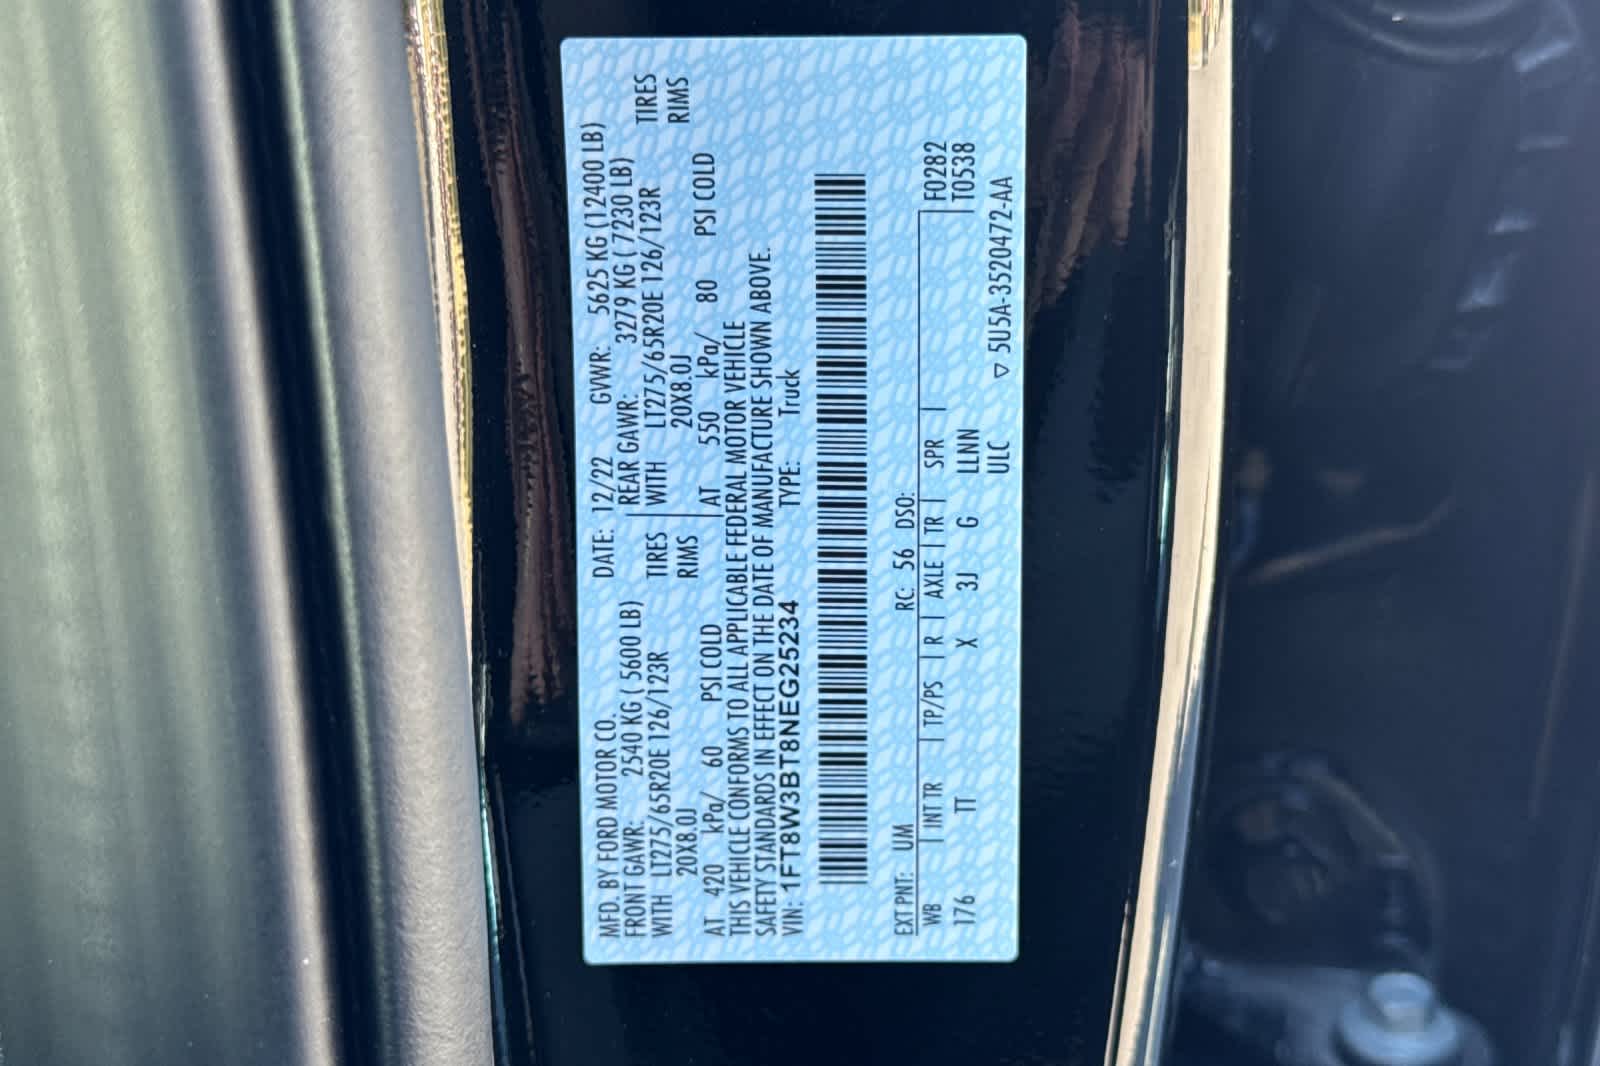 MFD. BY FORD MOTOR CO. DATE: 12/22 GVWR: 5625 KG (12400 LB)
FRONT GAWR: 2540 KG ( 5600 LB) REAR GAWR: 3279 KG ( 7230 LB)
WITH LT275/65R20E 126/123R TIRES WITH LT275/65R20E 126/123R TIRES
20X8.0J RIMS 20X8.0J RIMS
AT 420 kPa/ 60 PSI COLD AT 550 kPa/ 80 PSI COLD
THIS VEHICLE CONFORMS TO ALL APPLICABLE FEDERAL MOTOR VEHICLE
SAFETY STANDARDS IN EFFECT ON THE DATE OF MANUFACTURE SHOWN ABOVE.
VIN: 1FT8W3BT8NEG25234 TYPE: Truck
EXT PNT: UM RC: 56 DSO: F0282
WB | INT TR | TP/PS | R | AXLE | TR | SPR | T0538
176 TT X 3J G LLNN
ULC ▽ 5U5A-3520472-AA